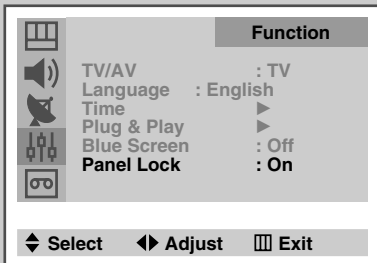 Function
TV/AV : TV
Language : English
Time ►
Plug & Play ►
Blue Screen : Off
Panel Lock : On
Select Adjust Exit